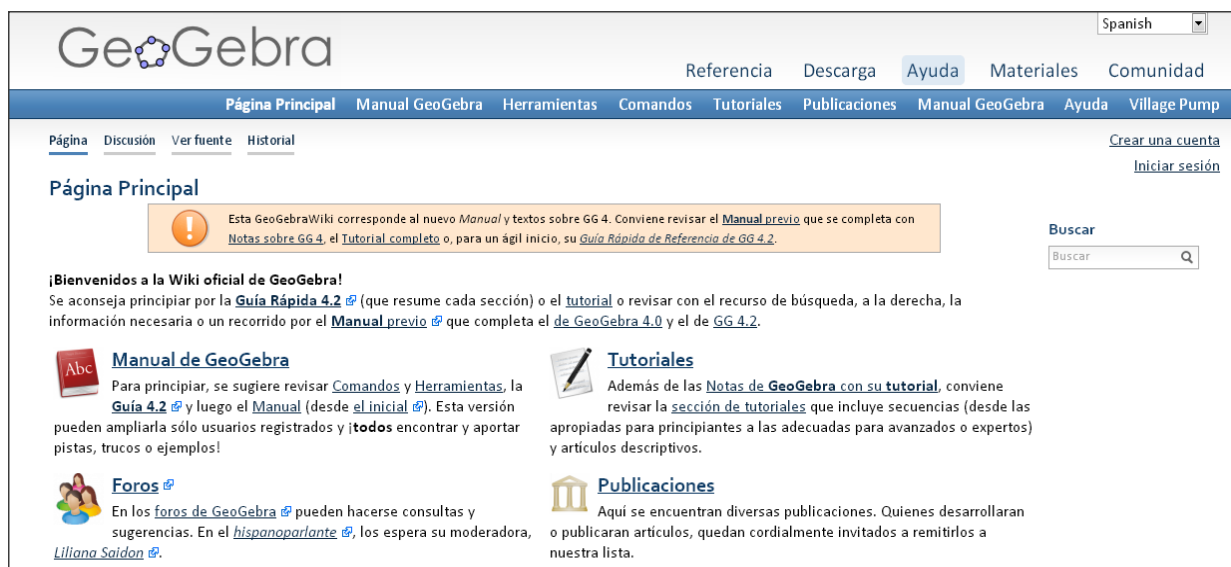 Spanish
GeoGebra
Referencia Descarga Ayuda Materiales Comunidad
Página Principal Manual GeoGebra Herramientas Comandos Tutoriales Publicaciones Manual GeoGebra Ayuda Village Pump
Página Discusión Ver fuente Historial
Crear una cuenta
Iniciar sesión
Página Principal
Esta GeoGebraWiki corresponde al nuevo Manual y textos sobre GG 4. Conviene revisar el Manual previo que se completa con
Notas sobre GG 4, el Tutorial completo o, para un ágil inicio, su Guía Rápida de Referencia de GG 4.2.
Buscar
Buscar
¡Bienvenidos a la Wiki oficial de GeoGebra!
Se aconseja principiar por la Guía Rápida 4.2 (que resume cada sección) o el tutorial o revisar con el recurso de búsqueda, a la derecha, la
información necesaria o un recorrido por el Manual previo que completa el de GeoGebra 4.0 y el de GG 4.2.
Abc
Manual de GeoGebra
Para principiar, se sugiere revisar Comandos y Herramientas, la
Guía 4.2 y luego el Manual (desde el inicial). Esta versión
pueden ampliarla sólo usuarios registrados y ¡todos encontrar y aportar
pistas, trucos o ejemplos!
Tutoriales
Además de las Notas de GeoGebra con su tutorial, conviene
revisar la sección de tutoriales que incluye secuencias (desde las
apropiadas para principiantes a las adecuadas para avanzados o expertos)
y artículos descriptivos.
Foros
En los foros de GeoGebra pueden hacerse consultas y
sugerencias. En el hispanoparlante, los espera su moderadora,
Liliana Saidon.
Publicaciones
Aquí se encuentran diversas publicaciones. Quienes desarrollaran
o publicaran artículos, quedan cordialmente invitados a remitirlos a
nuestra lista.